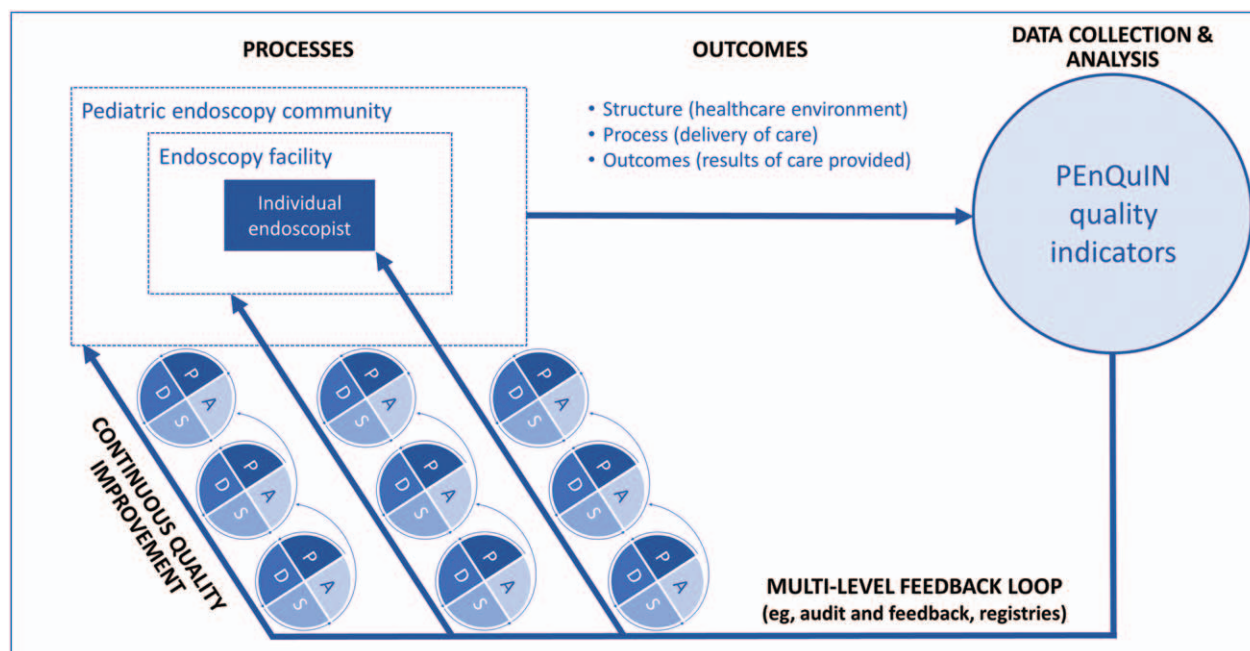 PROCESSES
OUTCOMES
DATA COLLECTION &
ANALYSIS
Pediatric endoscopy community
Endoscopy facility
Individual
endoscopist
• Structure (healthcare environment)
• Process (delivery of care)
• Outcomes (results of care provided)
PEnQuIN
quality
indicators
P
A
S
D
P
A
S
D
P
A
S
D
P
A
S
D
P
A
S
D
P
A
S
D
P
A
S
D
P
A
S
D
P
A
S
D
CONTINUOUS QUALITY
IMPROVEMENT
MULTI-LEVEL FEEDBACK LOOP
(eg, audit and feedback, registries)